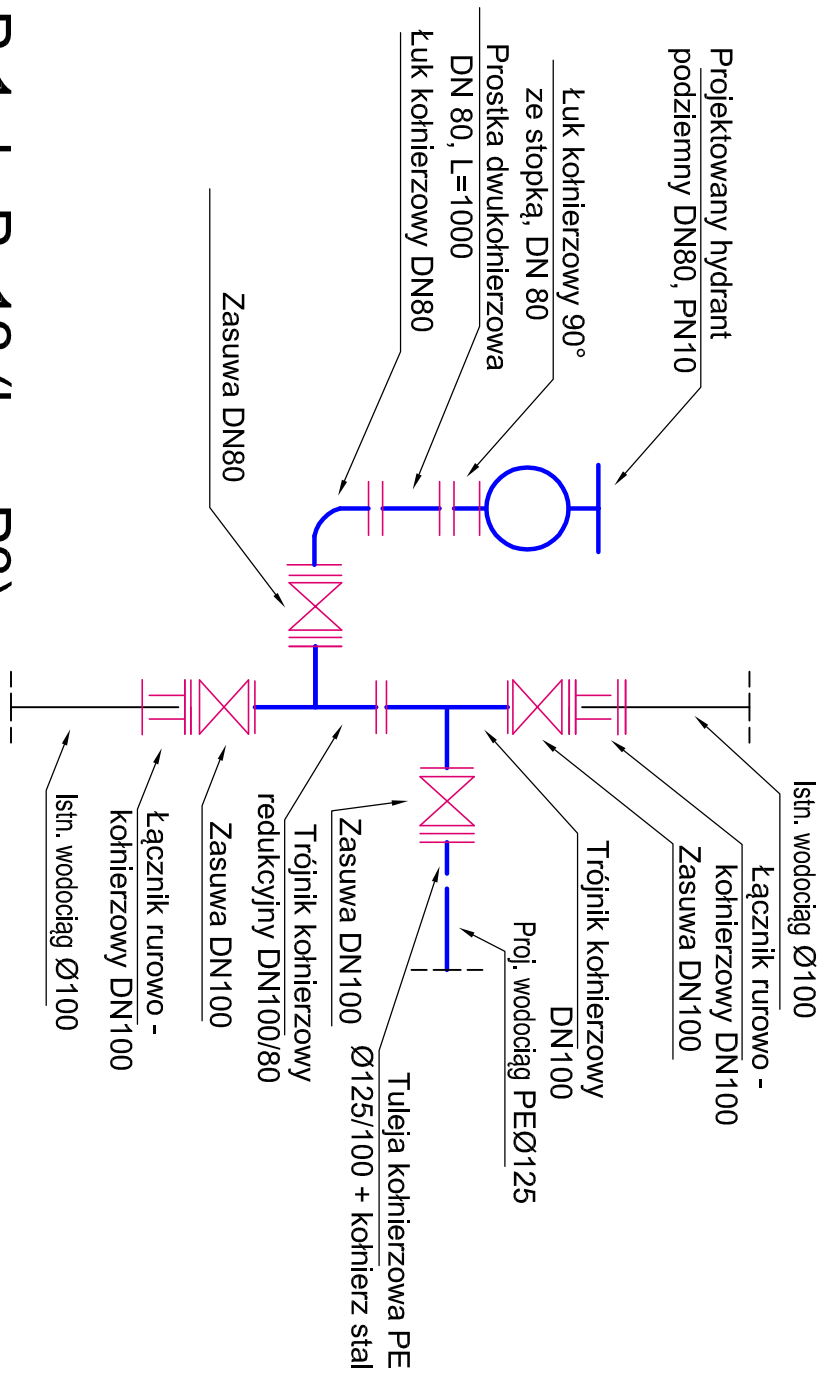 Projektowany hydrant
podziemny DN80, PN10
Łuk kołnierzowy 90°
ze stopką, DN 80
Prostka dwukołnierzowa
DN 80, L=1000
Łuk kołnierzowy DN80
Zasuwa DN80
Istn. wodociąg Ø100
Łącznik rurowo -
kołnierzowy DN100
Zasuwa DN100
Trójnik kołnierzowy
DN100
Proj. wodociąg PEØ125
Tuleja kołnierzowa PE
Ø125/100 + kołnierz stal
Zasuwa DN100
Trójnik kołnierzowy
redukcyjny DN100/80
Zasuwa DN100
Łącznik rurowo -
kołnierzowy DN100
Istn. wodociąg Ø100